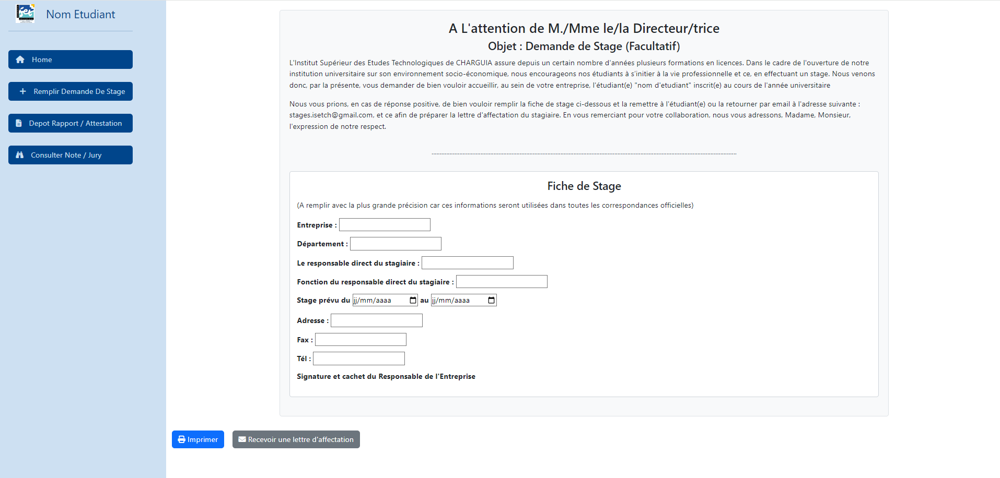 Nom Etudiant
Home
Remplir Demande De Stage
Depot Rapport / Attestation
Consulter Note / Jury
A L'attention de M./Mme le/la Directeur/trice
Objet : Demande de Stage (Facultatif)
L'Institut Supérieur des Etudes Technologiques de CHARGUIA assure depuis un certain nombre d'années plusieurs formations en licences. Dans le cadre de l'ouverture de notre
institution universitaire sur son environnement socio-économique, nous encourageons nos étudiants à s'initier à la vie professionnelle et ce, en effectuant un stage. Nous venons
donc, par la présente, vous demander de bien vouloir accueillir, au sein de votre entreprise, l'étudiant(e) "nom d'etudiant" inscrit(e) au cours de l'année universitaire
Nous vous prions, en cas de réponse positive, de bien vouloir remplir la fiche de stage ci-dessous et la remettre à l'étudiant(e) ou la retourner par email à l'adresse suivante :
stages.isetch@gmail.com, et ce afin de préparer la lettre d'affectation du stagiaire. En vous remerciant pour votre collaboration, nous vous adressons, Madame, Monsieur,
l'expression de notre respect.
Fiche de Stage
(A remplir avec la plus grande précision car ces informations seront utilisées dans toutes les correspondances officielles)
Entreprise :
Département :
Le responsable direct du stagiaire :
Fonction du responsable direct du stagiaire :
Stage prévu du jj/mm/aaaa au jj/mm/aaaa
Adresse :
Fax :
Tél :
Signature et cachet du Responsable de l'Entreprise
Imprimer
Recevoir une lettre d'affectation